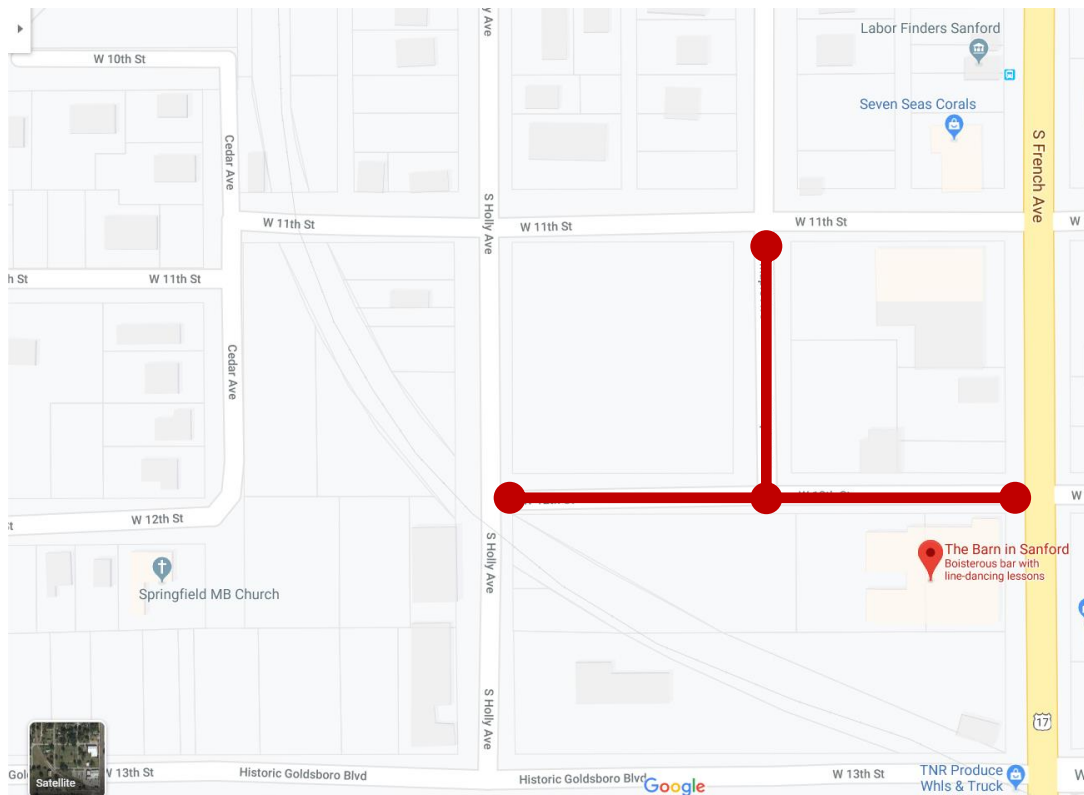 y Ave
Labor Finders Sanford
W 10th St
Seven Seas Corals
S French Ave
Cedar Ave
S Holly Ave
W 11th St
W 11th St
W 11th St
W
h St
W 11th St
Cedar Ave
W
W 12th St
The Barn in Sanford
Boisterous bar with
line-dancing lessons
S Holly Ave
Springfield MB Church
S Holly Ave
17
Satellite
Gol
W 13th St
Historic Goldsboro Blvd
Historic Goldsboro Blvd
Google
W 13th St
TNR Produce
Whls & Truck
W